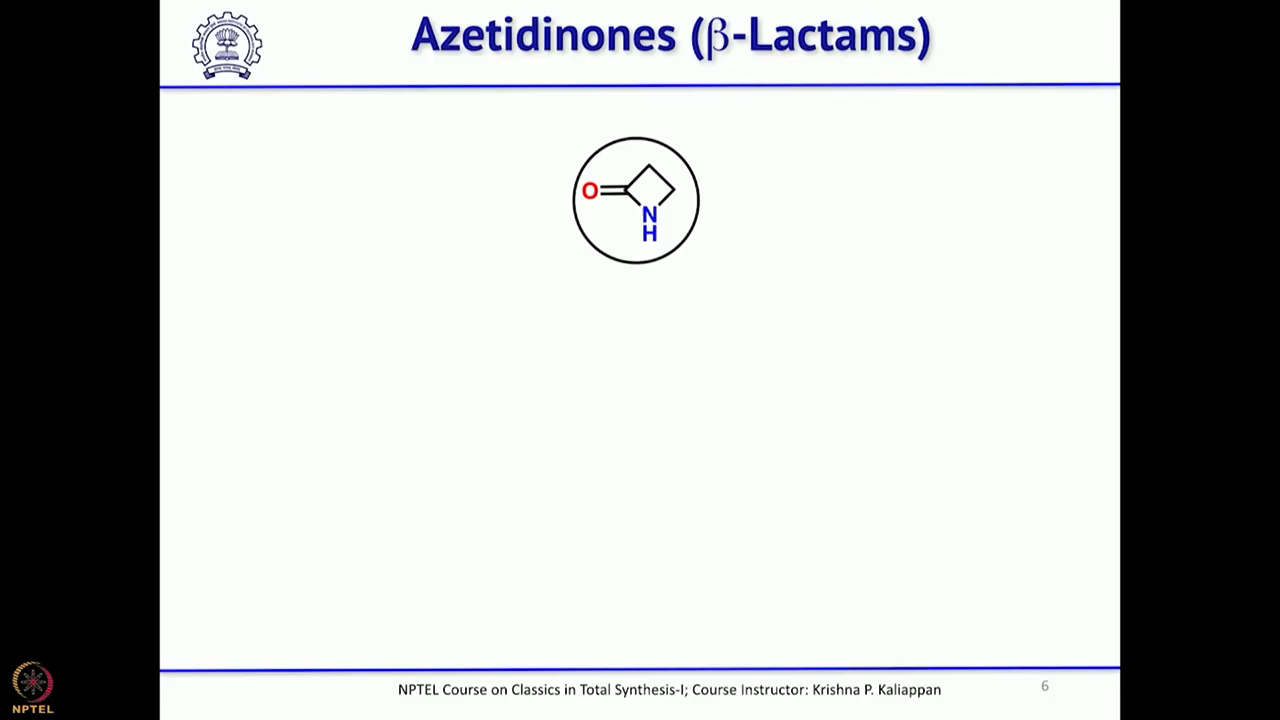 Azetidinones (β-Lactams)
O
N
H
NPTEL Course on Classics in Total Synthesis-I; Course Instructor: Krishna P. Kaliappan
6
NPTEL